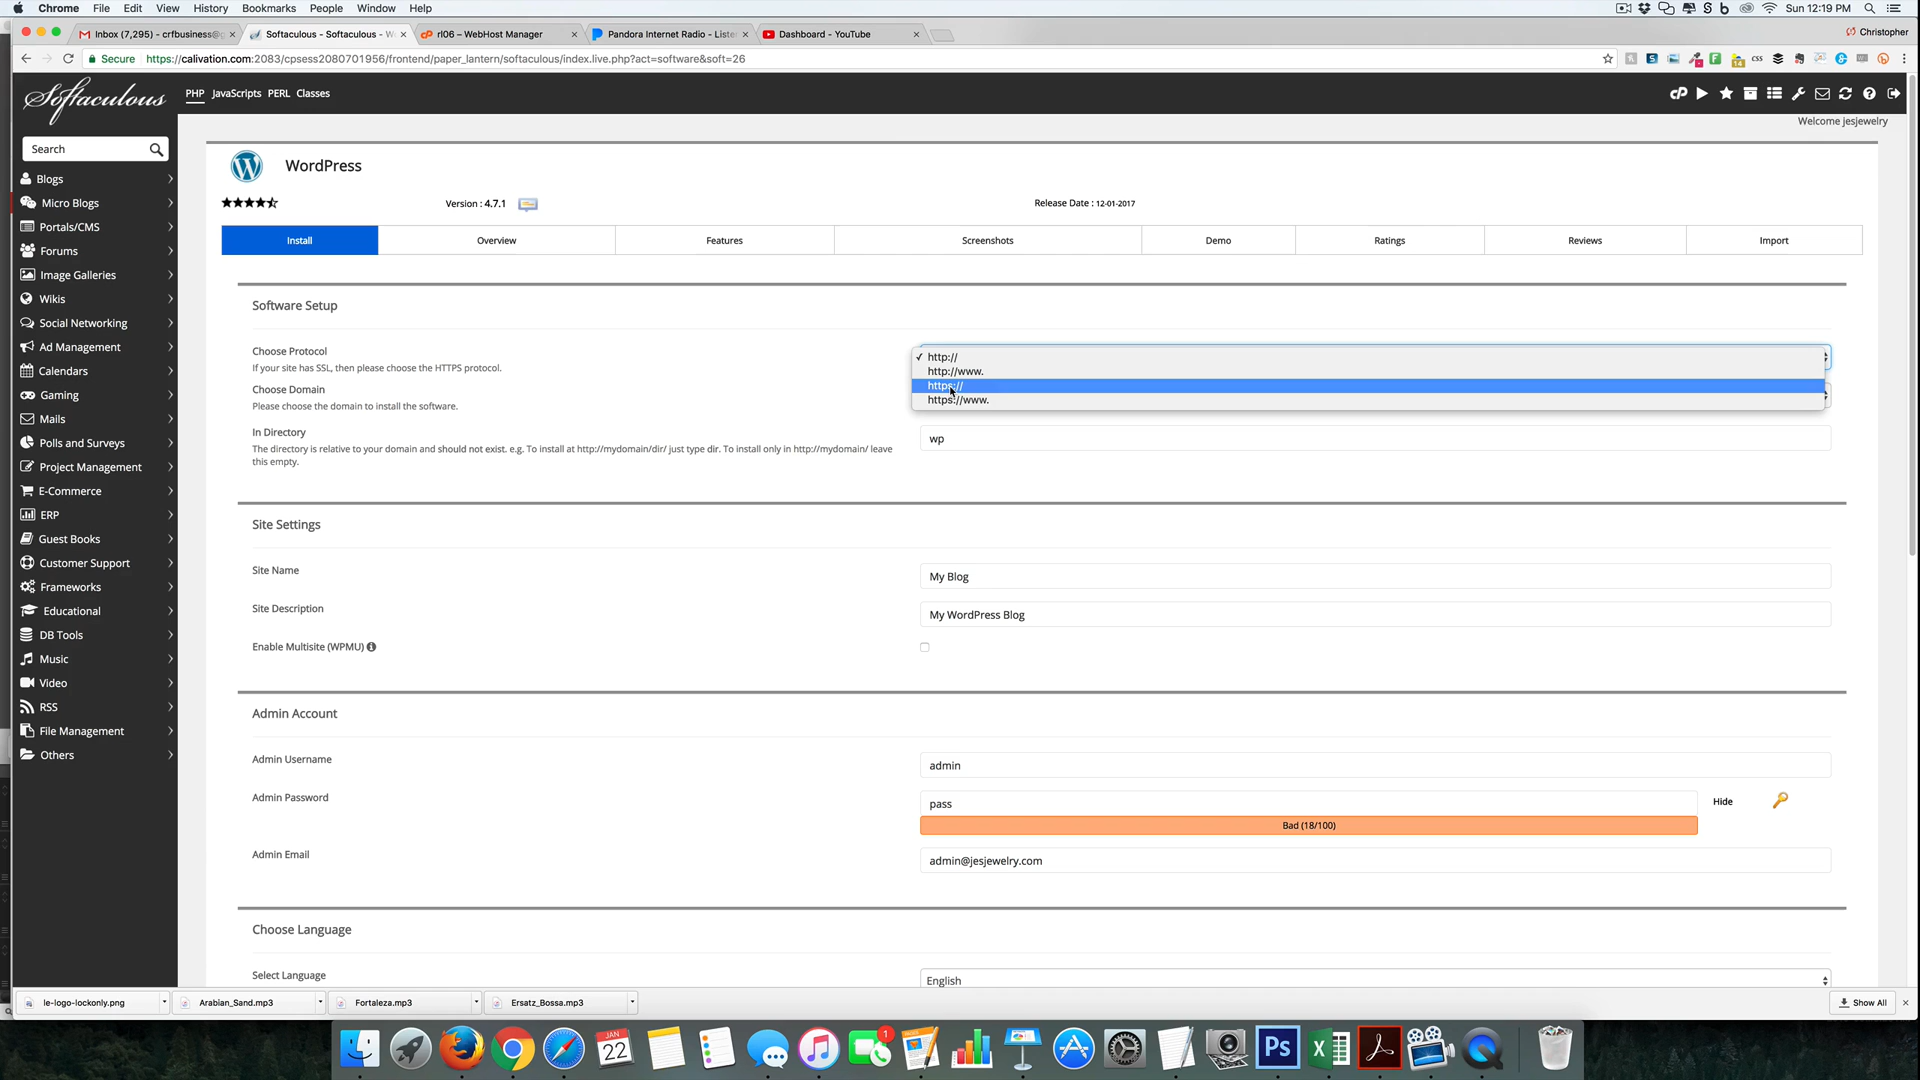 Chrome File Edit View History Bookmarks People Window Help
Sun 12:19 PM
Inbox (7,295) - crfbusiness@
Softaculous - Softaculous - W
rl06 – WebHost Manager
Pandora Internet Radio - Liste
Dashboard - YouTube
Christopher
Secure https://calivation.com:2083/cpsess2080701956/frontend/paper_lantern/softaculous/index.live.php?act=software&soft=26
Softaculous
PHP JavaScripts PERL Classes
Welcome jesjewelry
Search
Blogs
Micro Blogs
Portals/CMS
Forums
Image Galleries
Wikis
Social Networking
Ad Management
Calendars
Gaming
Mails
Polls and Surveys
Project Management
E-Commerce
ERP
Guest Books
Customer Support
Frameworks
Educational
DB Tools
Music
Video
RSS
File Management
Others
WordPress
Version : 4.7.1
Release Date : 12-01-2017
Install Overview Features Screenshots Demo Ratings Reviews Import
Software Setup
Choose Protocol
If your site has SSL, then please choose the HTTPS protocol.
✓ http://
http://www.
https://
https://www.
Choose Domain
Please choose the domain to install the software.
In Directory
The directory is relative to your domain and should not exist. e.g. To install at http://mydomain/dir/ just type dir. To install only in http://mydomain/ leave
this empty.
wp
Site Settings
Site Name
My Blog
Site Description
My WordPress Blog
Enable Multisite (WPMU)
Admin Account
Admin Username
admin
Admin Password
pass
Hide
Bad (18/100)
Admin Email
admin@jesjewelry.com
Choose Language
Select Language
English
le-logo-lockonly.png
Arabian_Sand.mp3
Fortaleza.mp3
Ersatz_Bossa.mp3
Show All
JAN
22
1
Ps